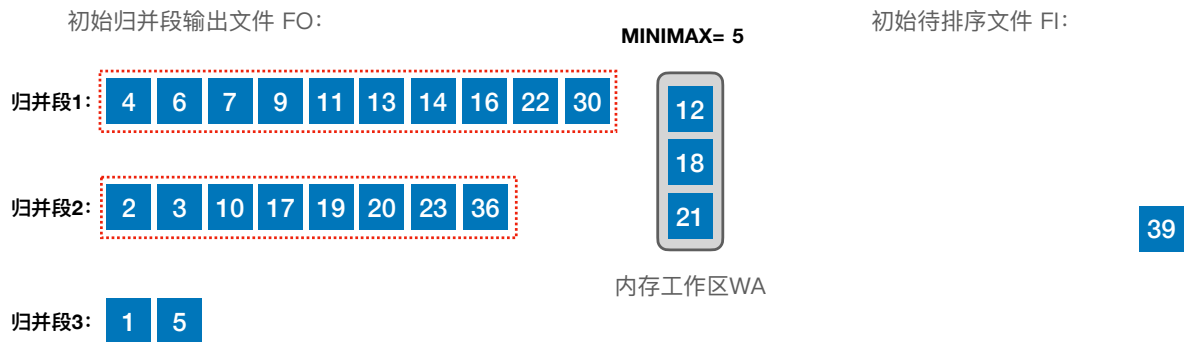 初始归并段输出文件 FO：
MINIMAX= 5
初始待排序文件 FI：
归并段1： 4 6 7 9 11 13 14 16 22 30
12
18
21
归并段2： 2 3 10 17 19 20 23 36
39
内存工作区WA
归并段3： 1 5